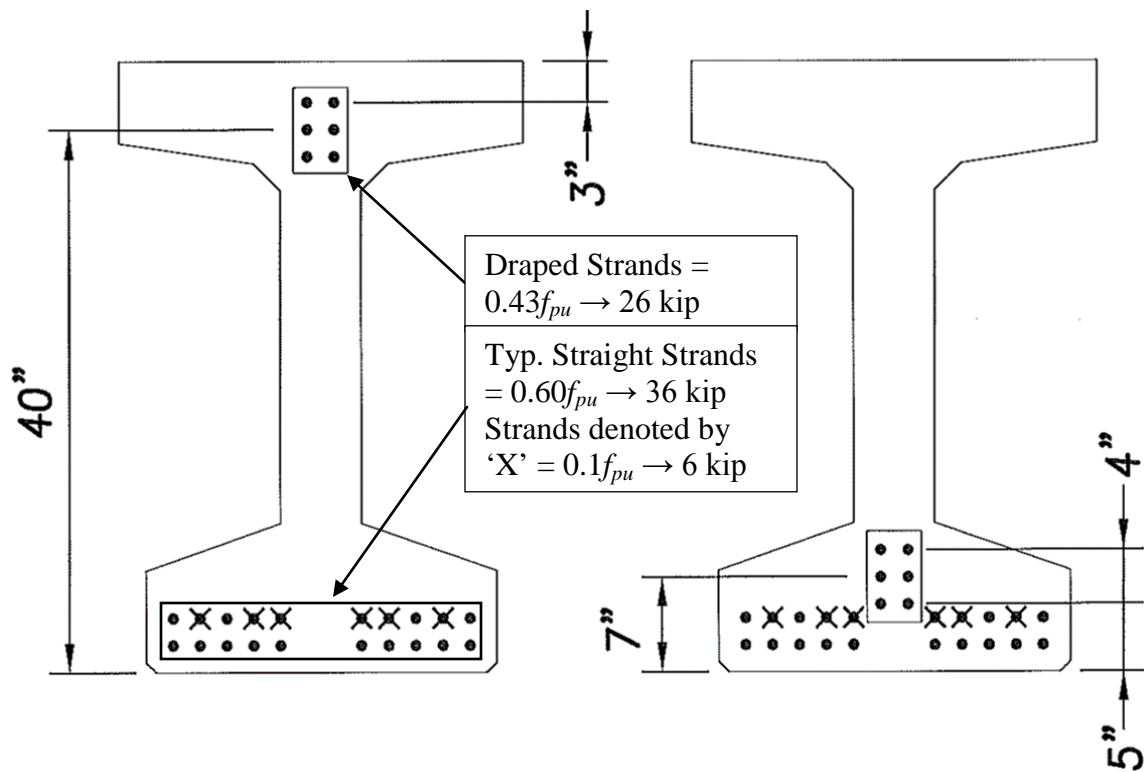 3”
40”
Draped Strands =
0.43fpu → 26 kip
Typ. Straight Strands
= 0.60fpu → 36 kip
Strands denoted by
‘X’ = 0.1fpu → 6 kip
4”
7”
5”